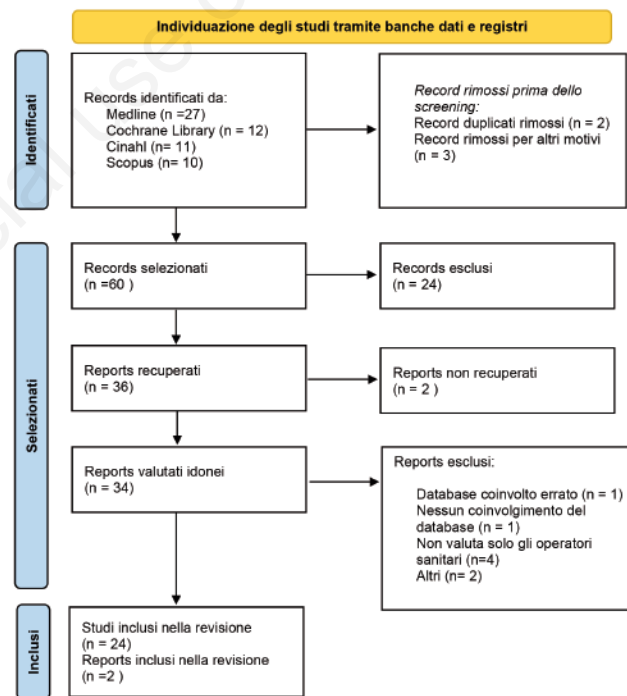 Individuazione degli studi tramite banche dati e registri
Identificati
Records identificati da:
Medline (n =27)
Cochrane Library (n = 12)
Cinahl (n= 11)
Scopus (n= 10)
Record rimossi prima dello
screening:
Record duplicati rimossi (n = 2)
Record rimossi per altri motivi
(n = 3)
Selezionati
Records selezionati
(n =60 )
Records esclusi
(n = 24)
Reports recuperati
(n = 36)
Reports non recuperati
(n = 2 )
Reports valutati idonei
(n = 34)
Reports esclusi:
Database coinvolto errato (n = 1)
Nessun coinvolgimento del
database (n = 1)
Non valuta solo gli operatori
sanitari (n=4)
Altri (n= 2)
Inclusi
Studi inclusi nella revisione
(n = 24)
Reports inclusi nella revisione
(n =2 )
cial use